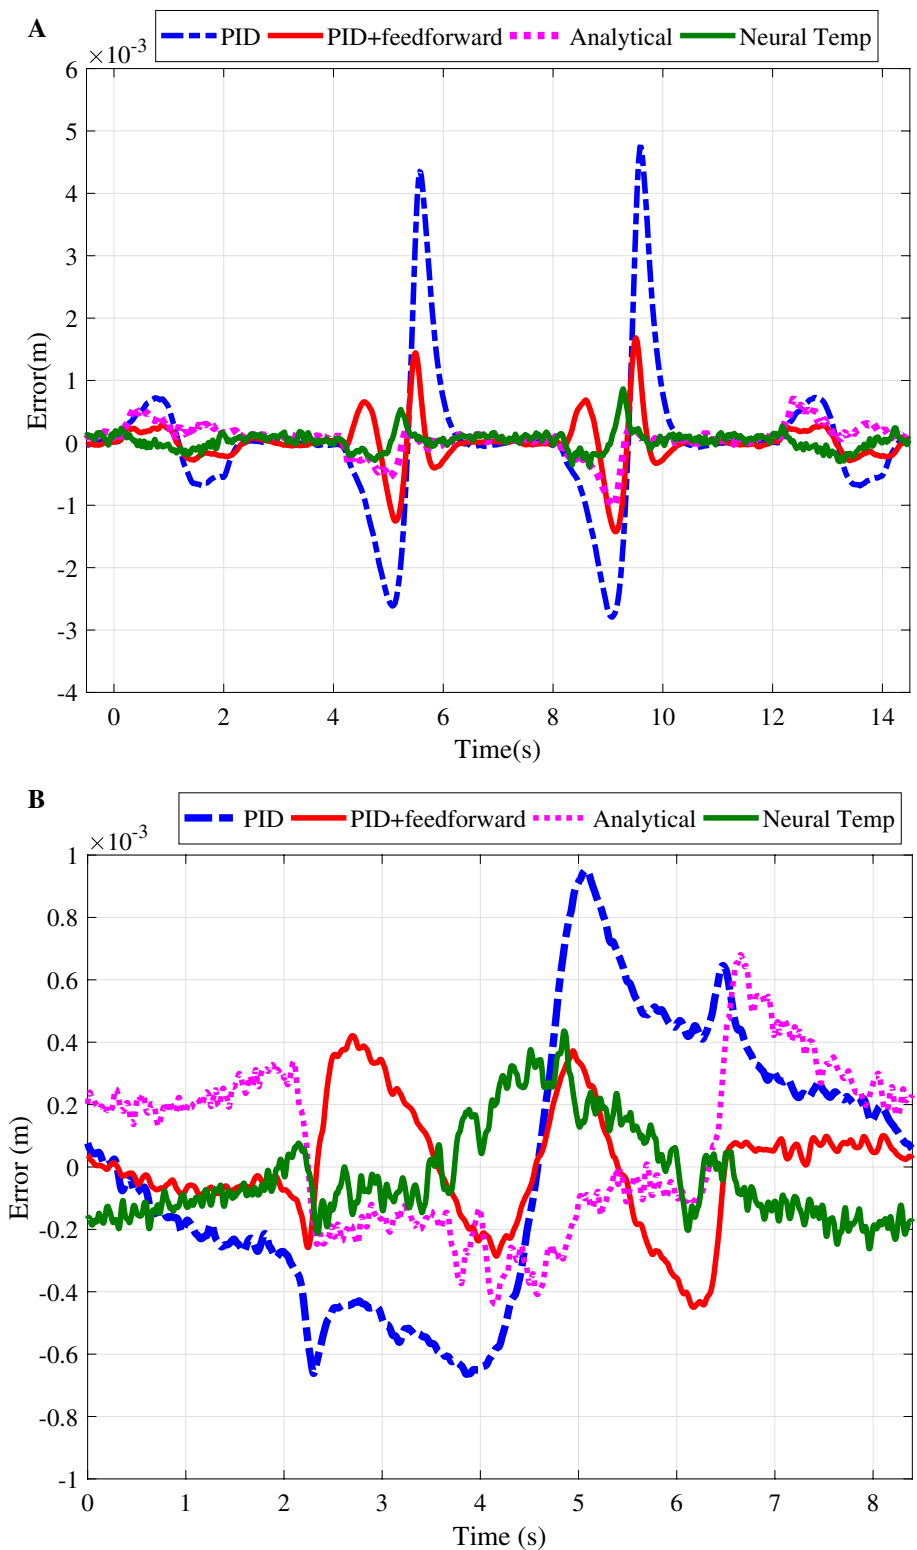 A
PID PID+feedforward Analytical Neural Temp
×10-3
6
5
4
3
2
1
0
-1
-2
-3
-4
Error(m)
0 2 4 6 8 10 12 14
Time(s)
B
PID PID+feedforward Analytical Neural Temp
×10-3
1
0.8
0.6
0.4
0.2
0
-0.2
-0.4
-0.6
-0.8
-1
Error (m)
0 1 2 3 4 5 6 7 8
Time (s)